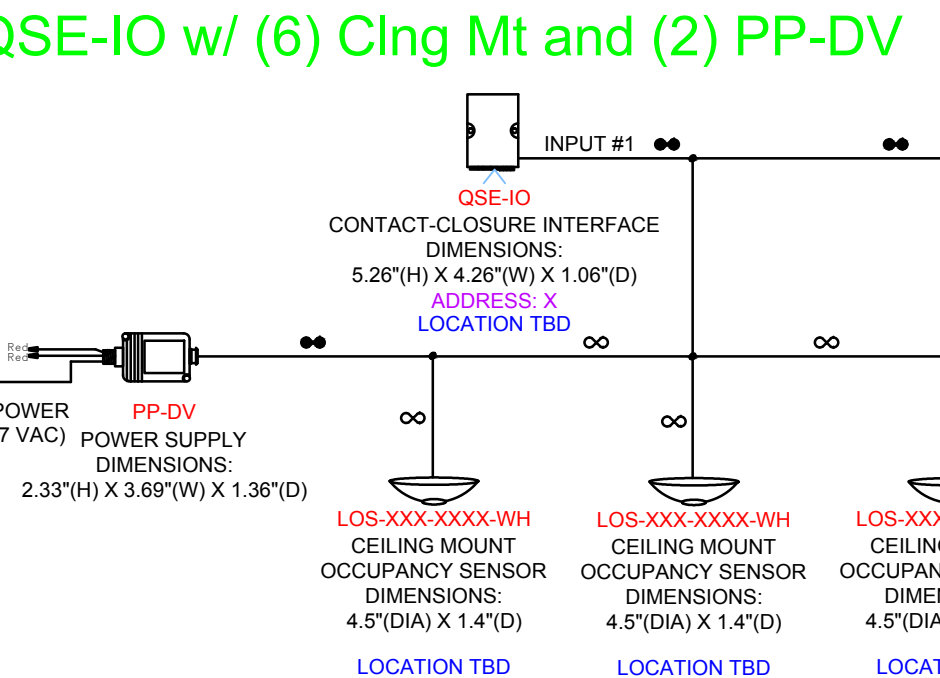 QSE-IO w/ (6) Clng Mt and (2) PP-DV
INPUT #1
QSE-IO
CONTACT-CLOSURE INTERFACE
DIMENSIONS:
5.26"(H) X 4.26"(W) X 1.06"(D)
ADDRESS: X
LOCATION TBD
Red
Red
POWER
7 VAC)
PP-DV
POWER SUPPLY
DIMENSIONS:
2.33"(H) X 3.69"(W) X 1.36"(D)
LOS-XXX-XXXX-WH
CEILING MOUNT
OCCUPANCY SENSOR
DIMENSIONS:
4.5"(DIA) X 1.4"(D)
LOCATION TBD
LOS-XXX-XXXX-WH
CEILING MOUNT
OCCUPANCY SENSOR
DIMENSIONS:
4.5"(DIA) X 1.4"(D)
LOCATION TBD
LOS-XXX
CEILING
OCCUPAN
DIMEN
4.5"(DIA
LOCAT